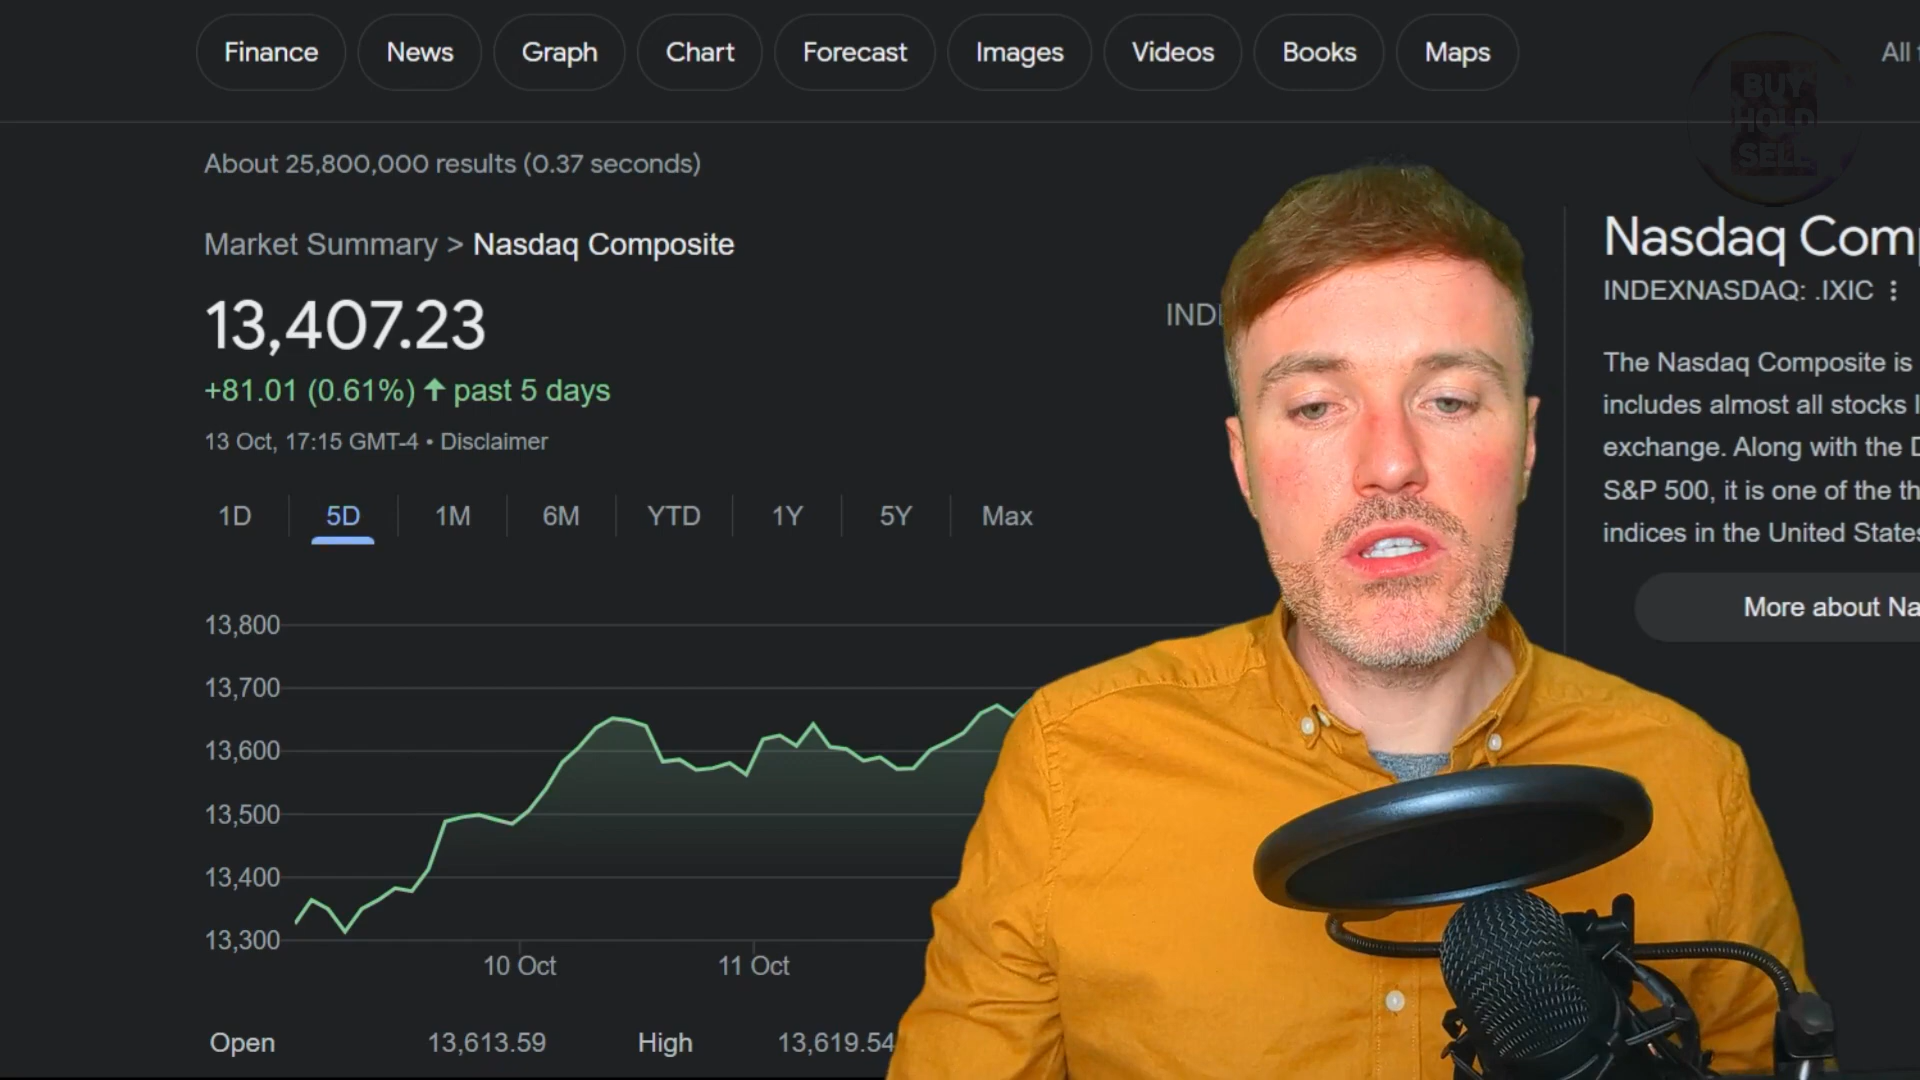 Finance News Graph Chart Forecast Images Videos Books Maps
All
BUY
HOLD
SELL
About 25,800,000 results (0.37 seconds)
Market Summary > Nasdaq Composite
13,407.23
+81.01 (0.61%) ↑ past 5 days
13 Oct, 17:15 GMT-4 • Disclaimer
1D 5D 1M 6M YTD 1Y 5Y Max
13,800
13,700
13,600
13,500
13,400
13,300
10 Oct 11 Oct
Open 13,613.59 High 13,619.54
Nasdaq
INDEXNASDAQ: .IXIC
The Nasdaq Composite is
includes almost all stocks
exchange. Along with the
S&P 500, it is one of the
indices in the United
More about